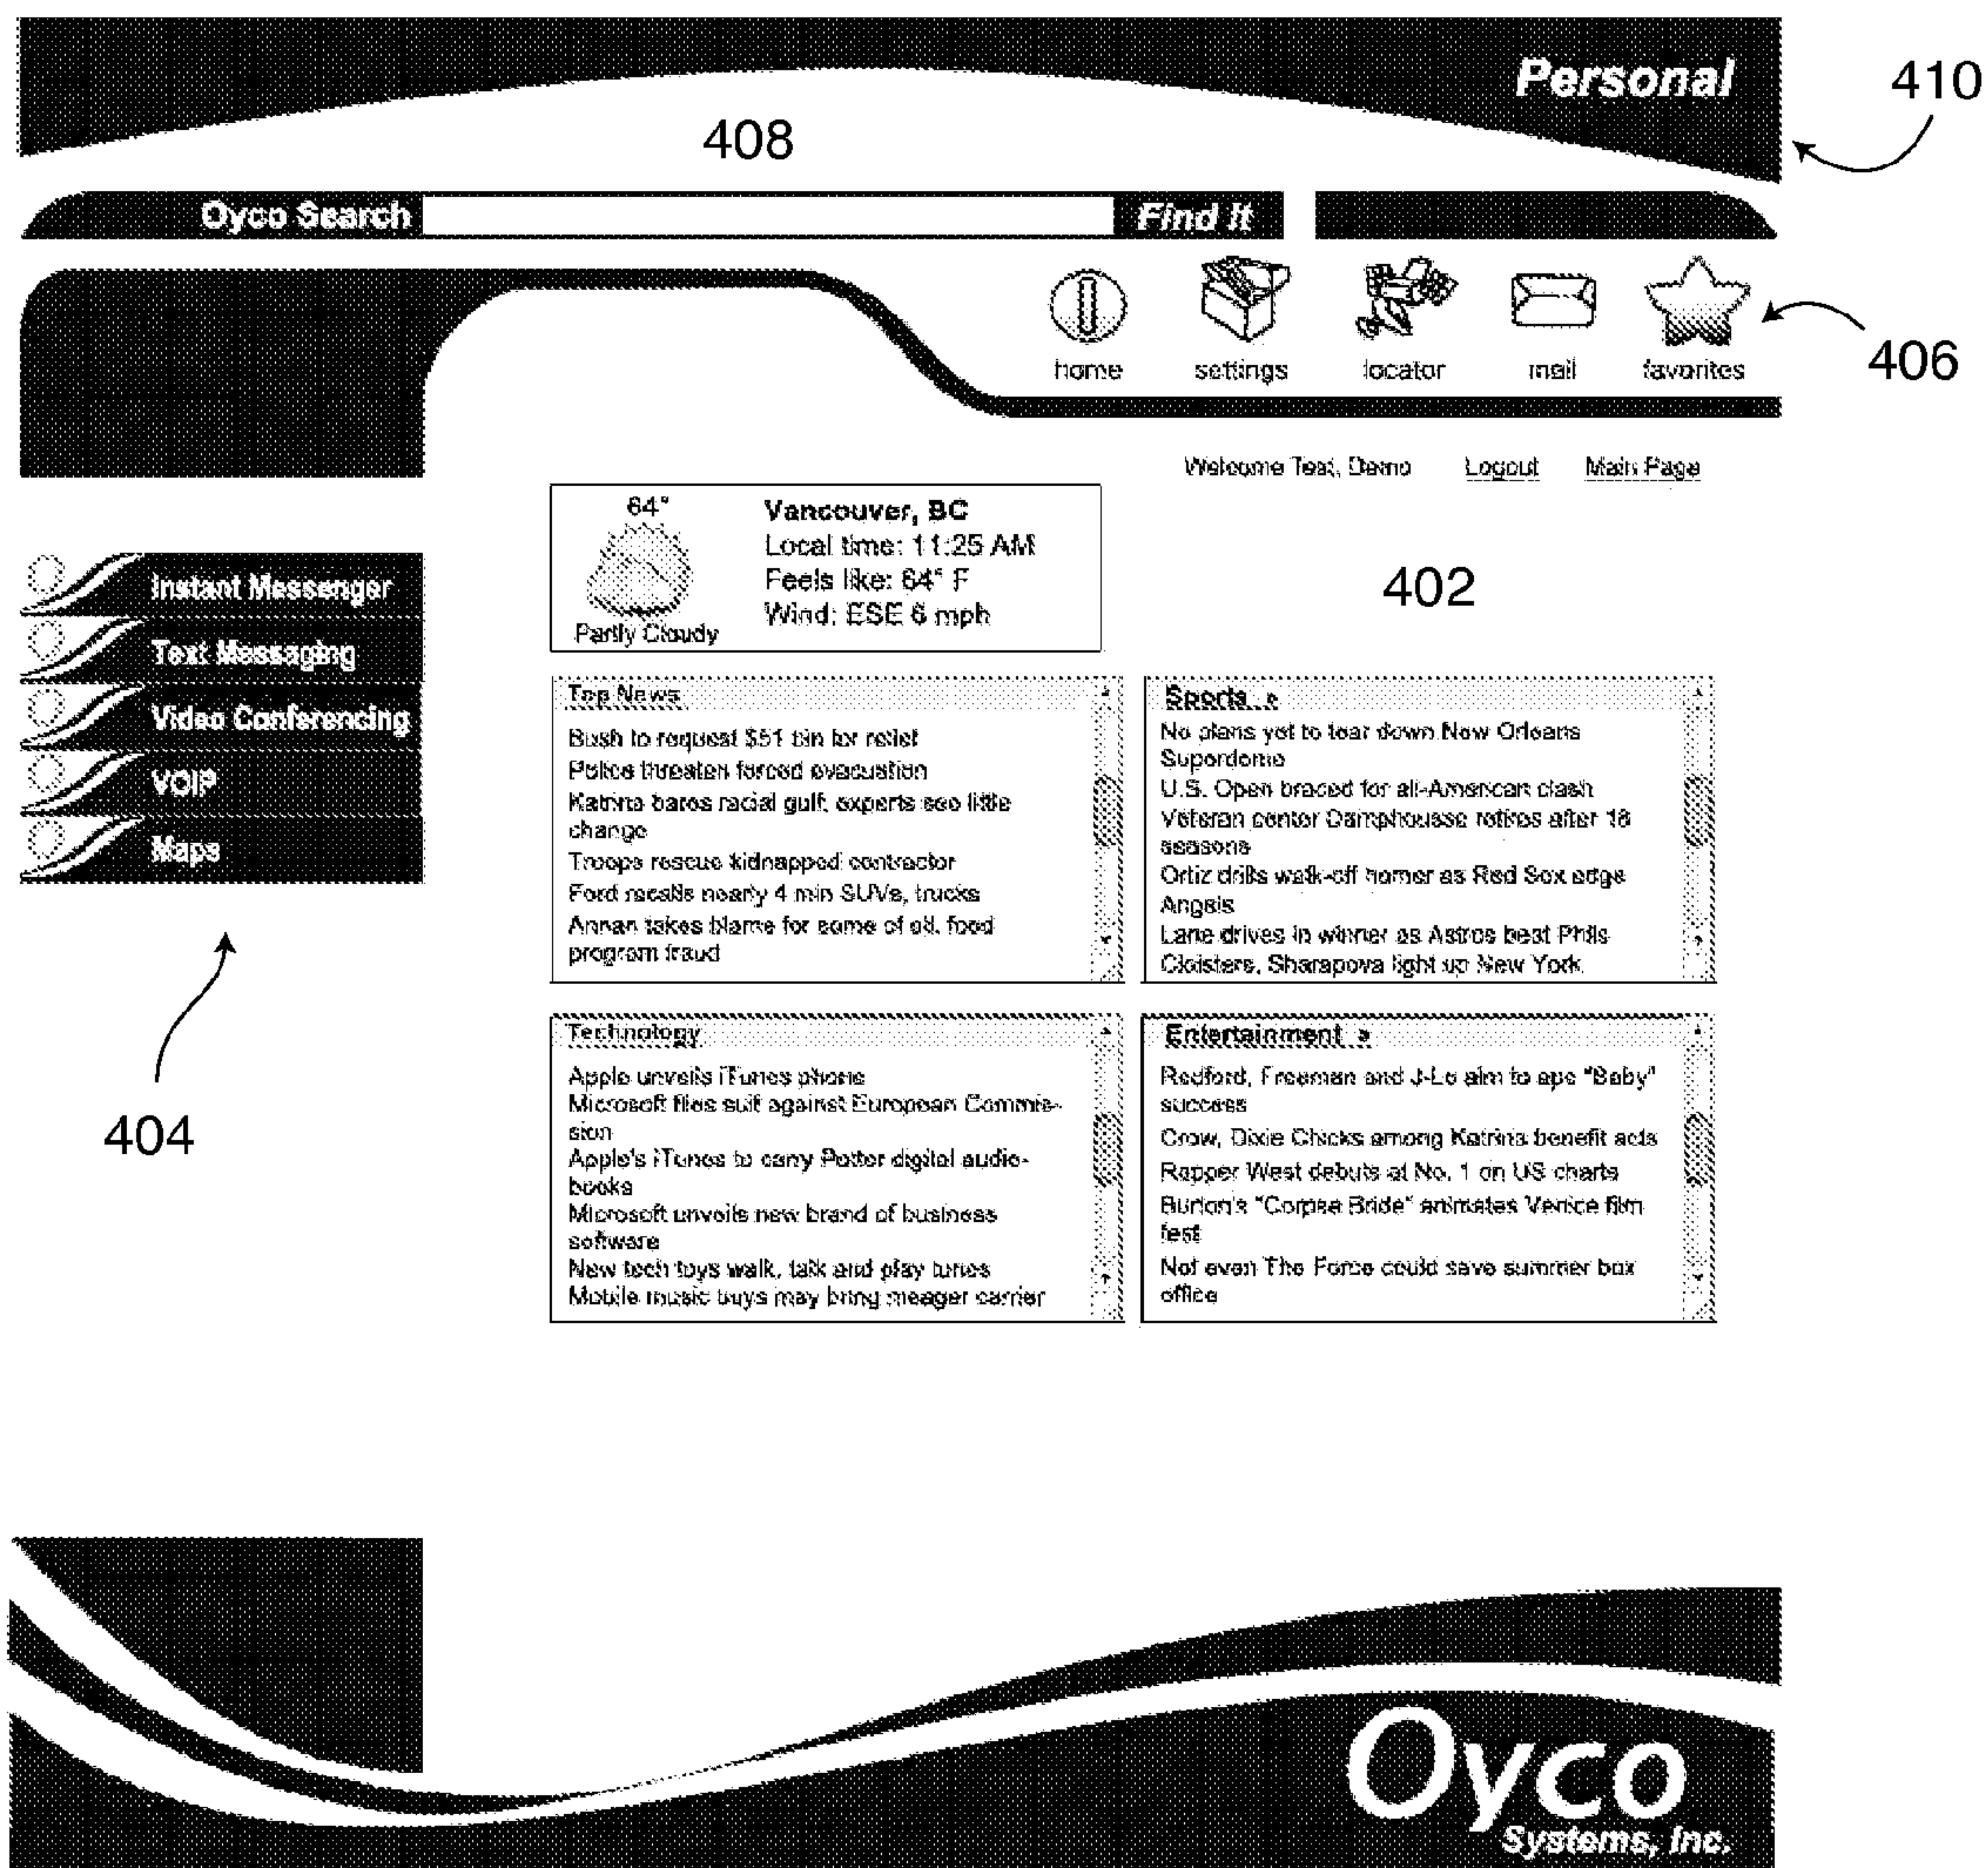 Personal
410
408
Oyco Search
Find It
home
settings
locator
mail
favorites
406
Welcome Test, Demo
Logout
Main Page
64°
Partly Cloudy
Vancouver, BC
Local time: 11:25 AM
Feels like: 64° F
Wind: ESE 6 mph
402
Instant Messenger
Text Messaging
Video Conferencing
VOIP
Maps
404
Top News
Bush to request $51 bln for relief
Police threaten forced evacuation
Katrina bares racial gulf, experts see little
change
Troops rescue kidnapped contractor
Ford recalls nearly 4 mln SUVs, trucks
Annan takes blame for some of oil, food
program fraud
Sports »
No plans yet to tear down New Orleans
Superdome
U.S. Open braced for all-American clash
Veteran center Damphousse retires after 18
seasons
Ortiz drills walk-off homer as Red Sox edge
Angels
Lane drives in winner as Astros beat Phils
Clijsters, Sharapova light up New York
Technology
Apple unveils iTunes phone
Microsoft files suit against European Commis-
sion
Apple's iTunes to carry Potter digital audio-
books
Microsoft unveils new brand of business
software
New tech toys walk, talk and play tunes
Mobile music buys may bring meager carrier
Entertainment »
Redford, Freeman and J-Lo aim to ape "Baby"
success
Crow, Dixie Chicks among Katrina benefit acts
Rapper West debuts at No. 1 on US charts
Burton's "Corpse Bride" animates Venice film
fest
Not even The Force could save summer box
office
Oyco
Systems, Inc.